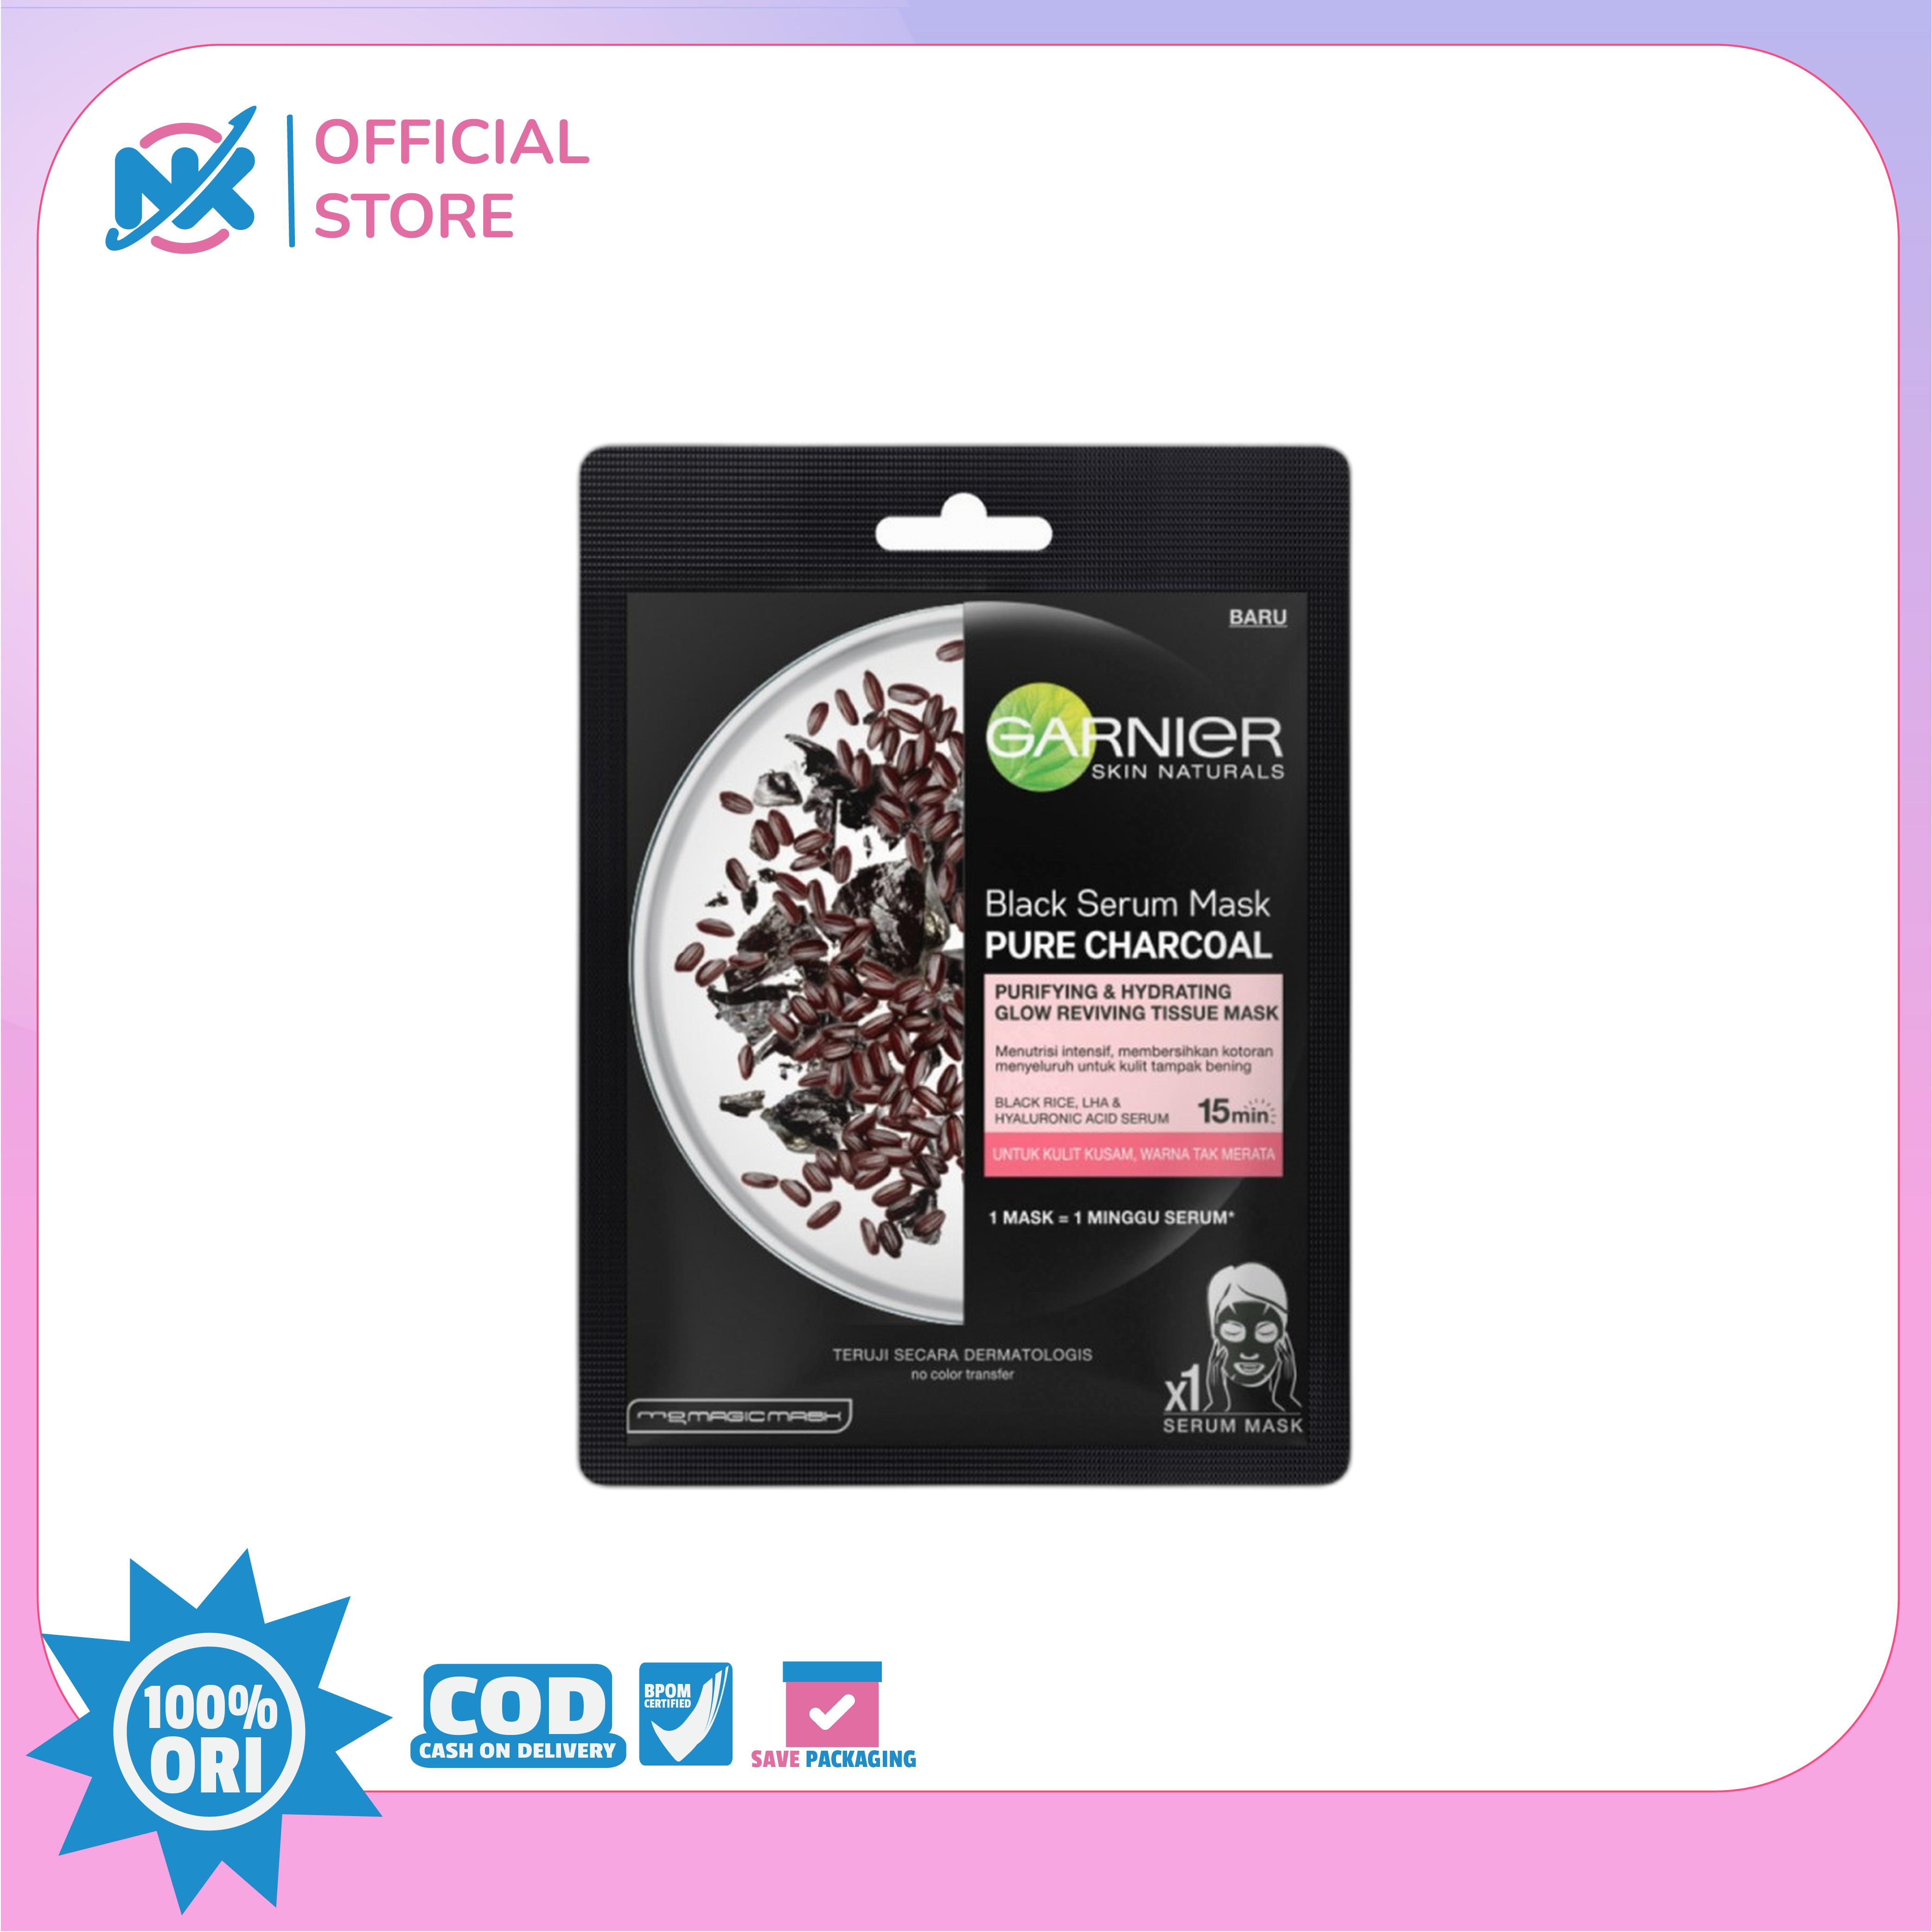 NK
OFFICIAL
STORE
BARU
GARNIER
SKIN NATURALS
Black Serum Mask
PURE CHARCOAL
PURIFYING & HYDRATING
GLOW REVIVING TISSUE MASK
Menutrisi intensif, membersihkan kotoran
menyeluruh untuk kulit tampak bening
BLACK RICE, LHA &
HYALURONIC ACID SERUM
15min
UNTUK KULIT KUSAM, WARNA TAK MERATA
1 MASK = 1 MINGGU SERUM*
TERUJI SECARA DERMATOLOGIS
no color transfer
MAGIC MASK
x1
SERUM MASK
100%
ORI
COD
CASH ON DELIVERY
BPOM
CERTIFIED
SAVE PACKAGING